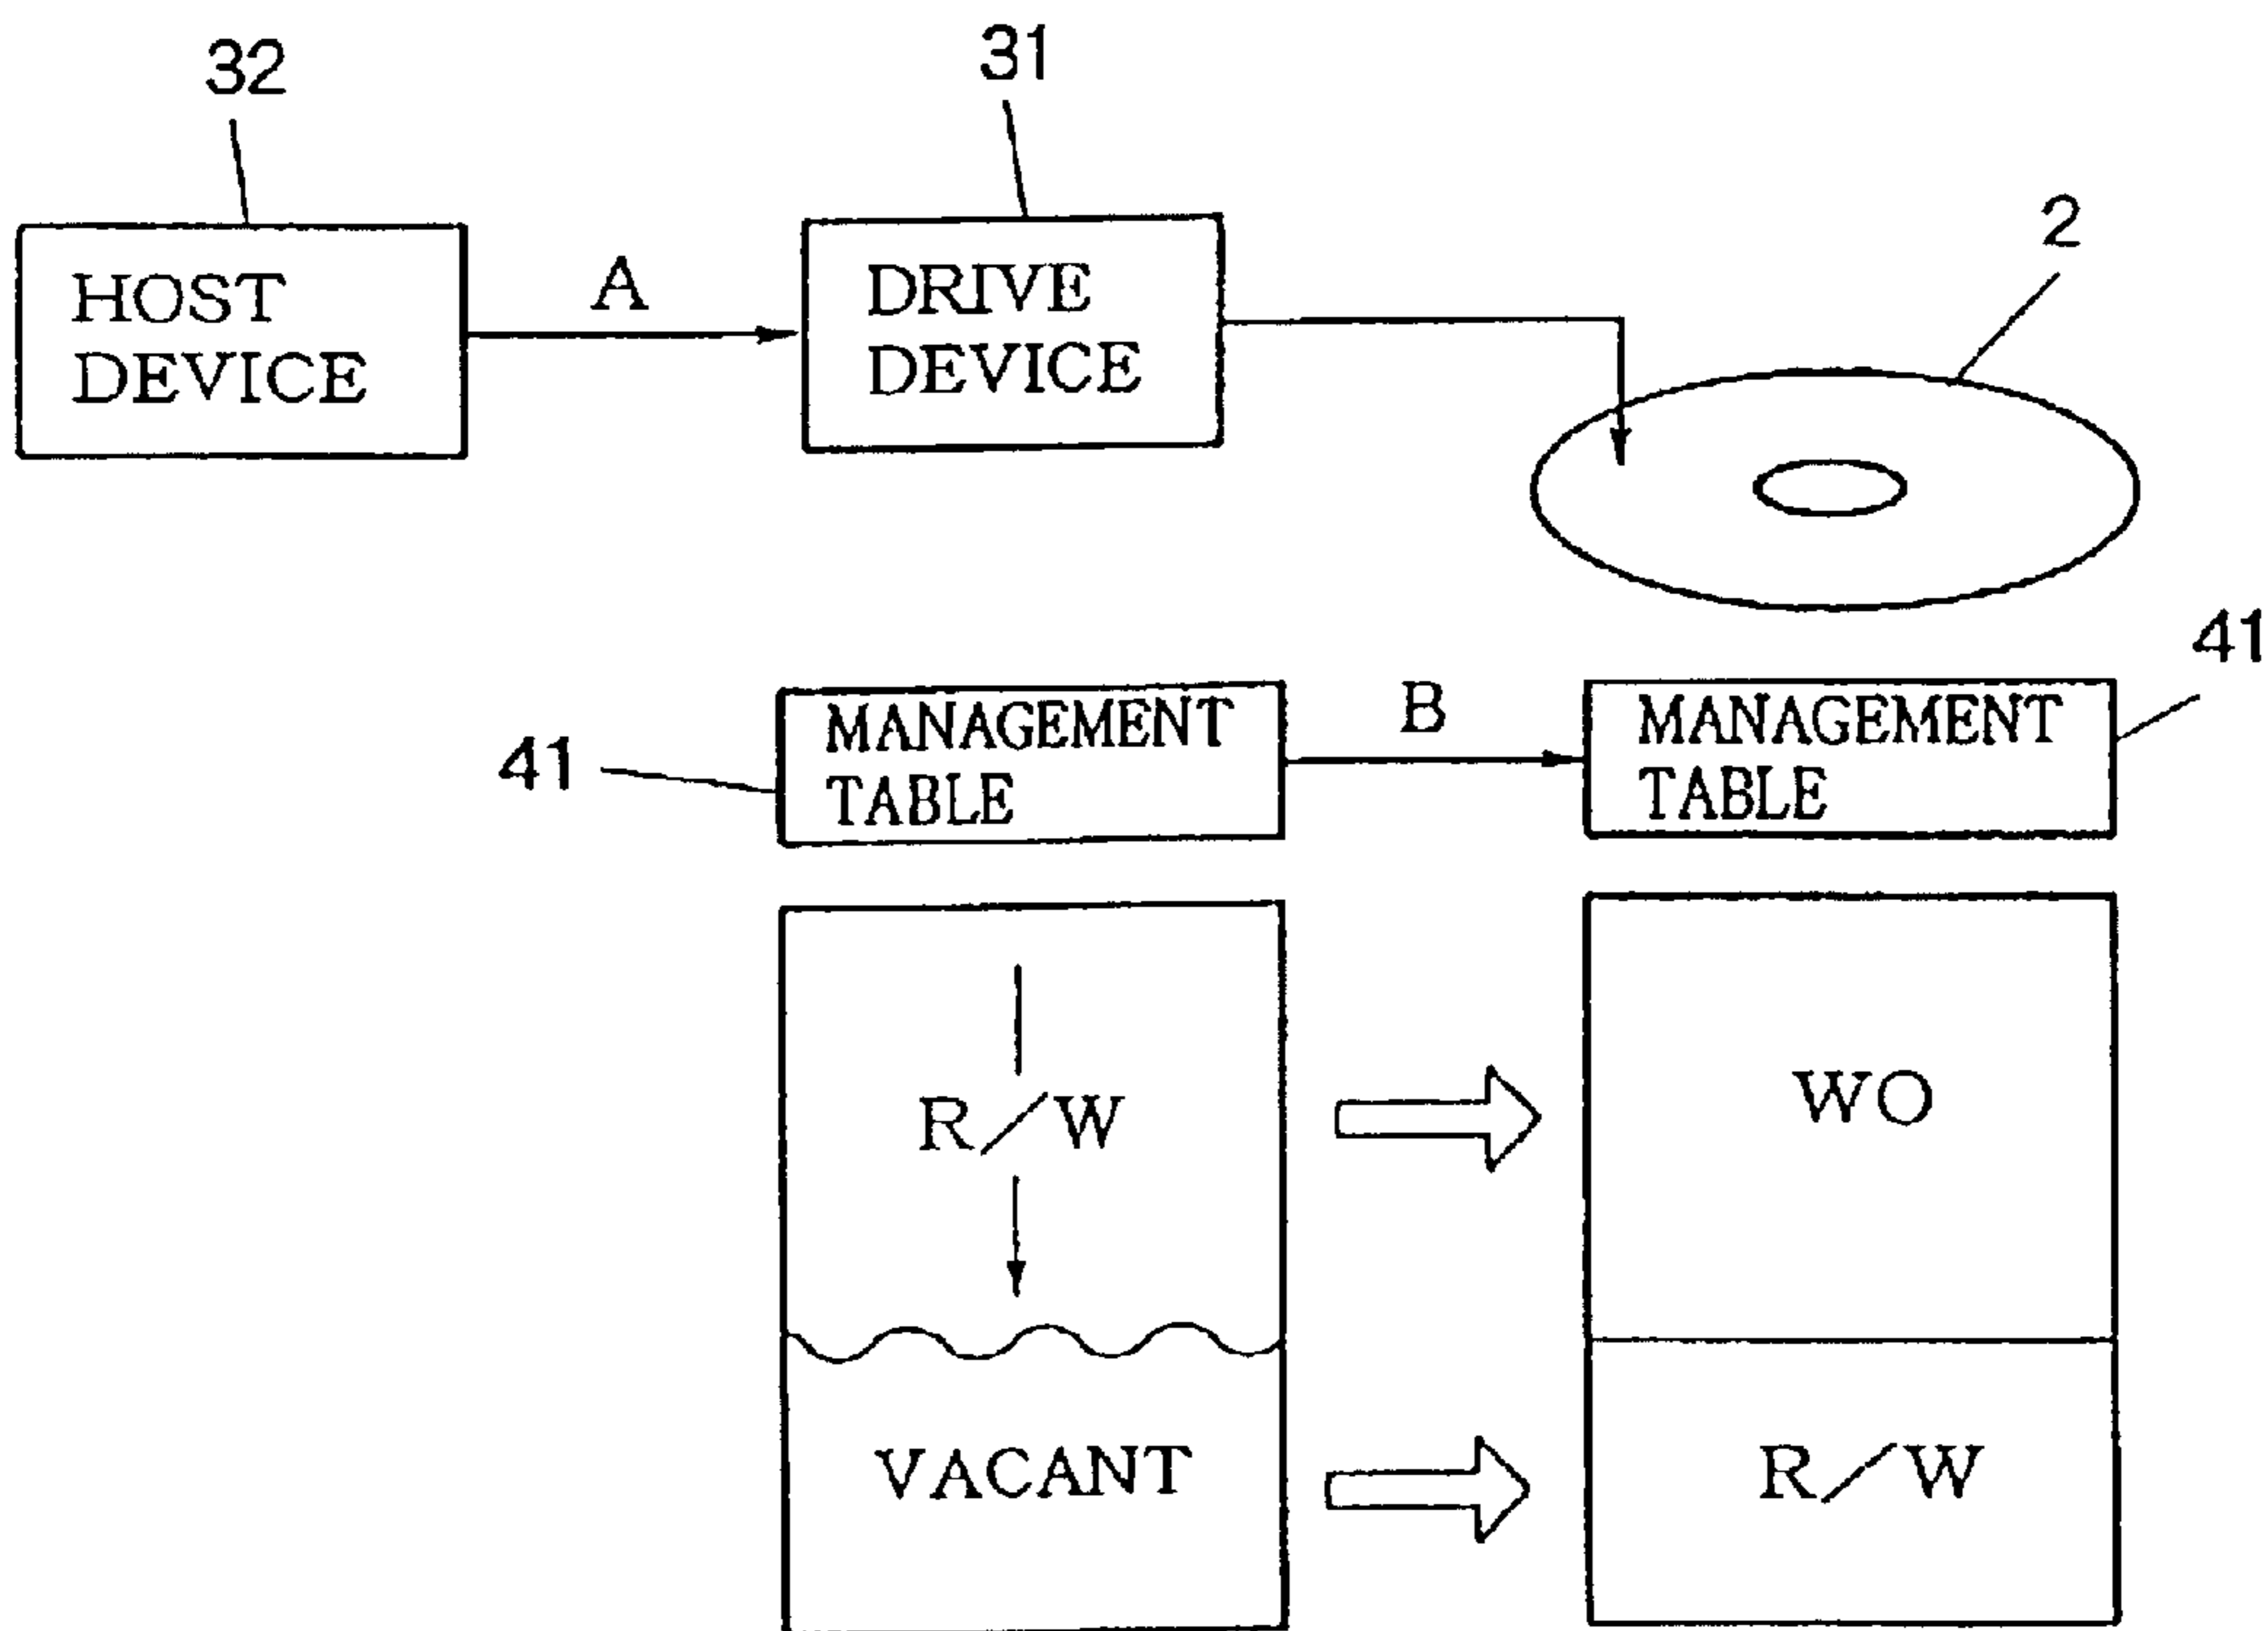 32
31
2
HOST
DEVICE
A
DRIVE
DEVICE
41
MANAGEMENT
TABLE
B
MANAGEMENT
TABLE
41
R/W
WO
VACANT
R/W